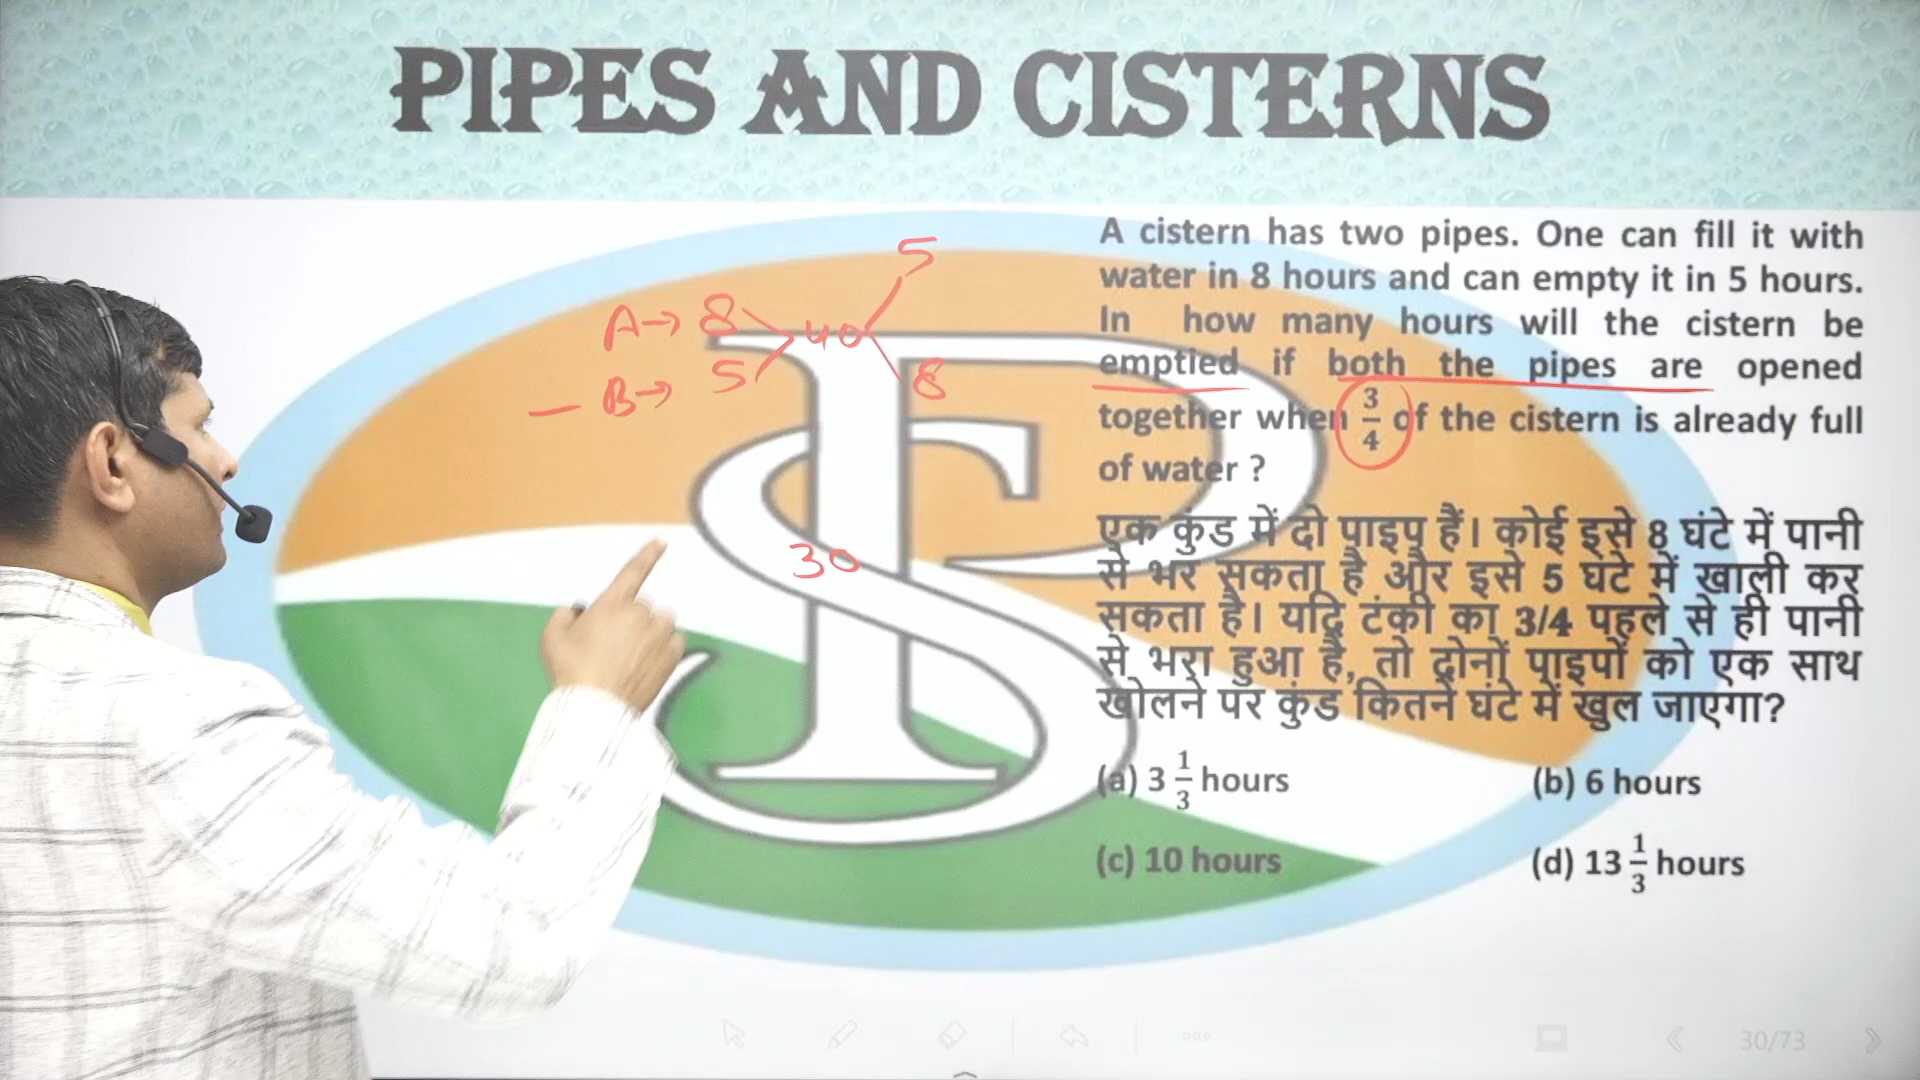 PIPES AND CISTERNS
A cistern has two pipes. One can fill it with
water in 8 hours and can empty it in 5 hours.
In how many hours will the cistern be
emptied if both the pipes are opened
together when 3/4 of the cistern is already full
of water ?
एक कुंड में दो पाइप हैं। कोई इसे 8 घंटे में पानी
से भर सकता है और इसे 5 घंटे में खाली कर
सकता है। यदि टंकी का 3/4 पहले से ही पानी
से भरा हुआ है, तो दोनों पाइपों को एक साथ
खोलने पर कुंड कितने घंटे में खुल जाएगा?
(a) 3 1/3 hours (b) 6 hours
(c) 10 hours (d) 13 1/3 hours
5
A→ 8 40
— B→ 5 8
30
30/73